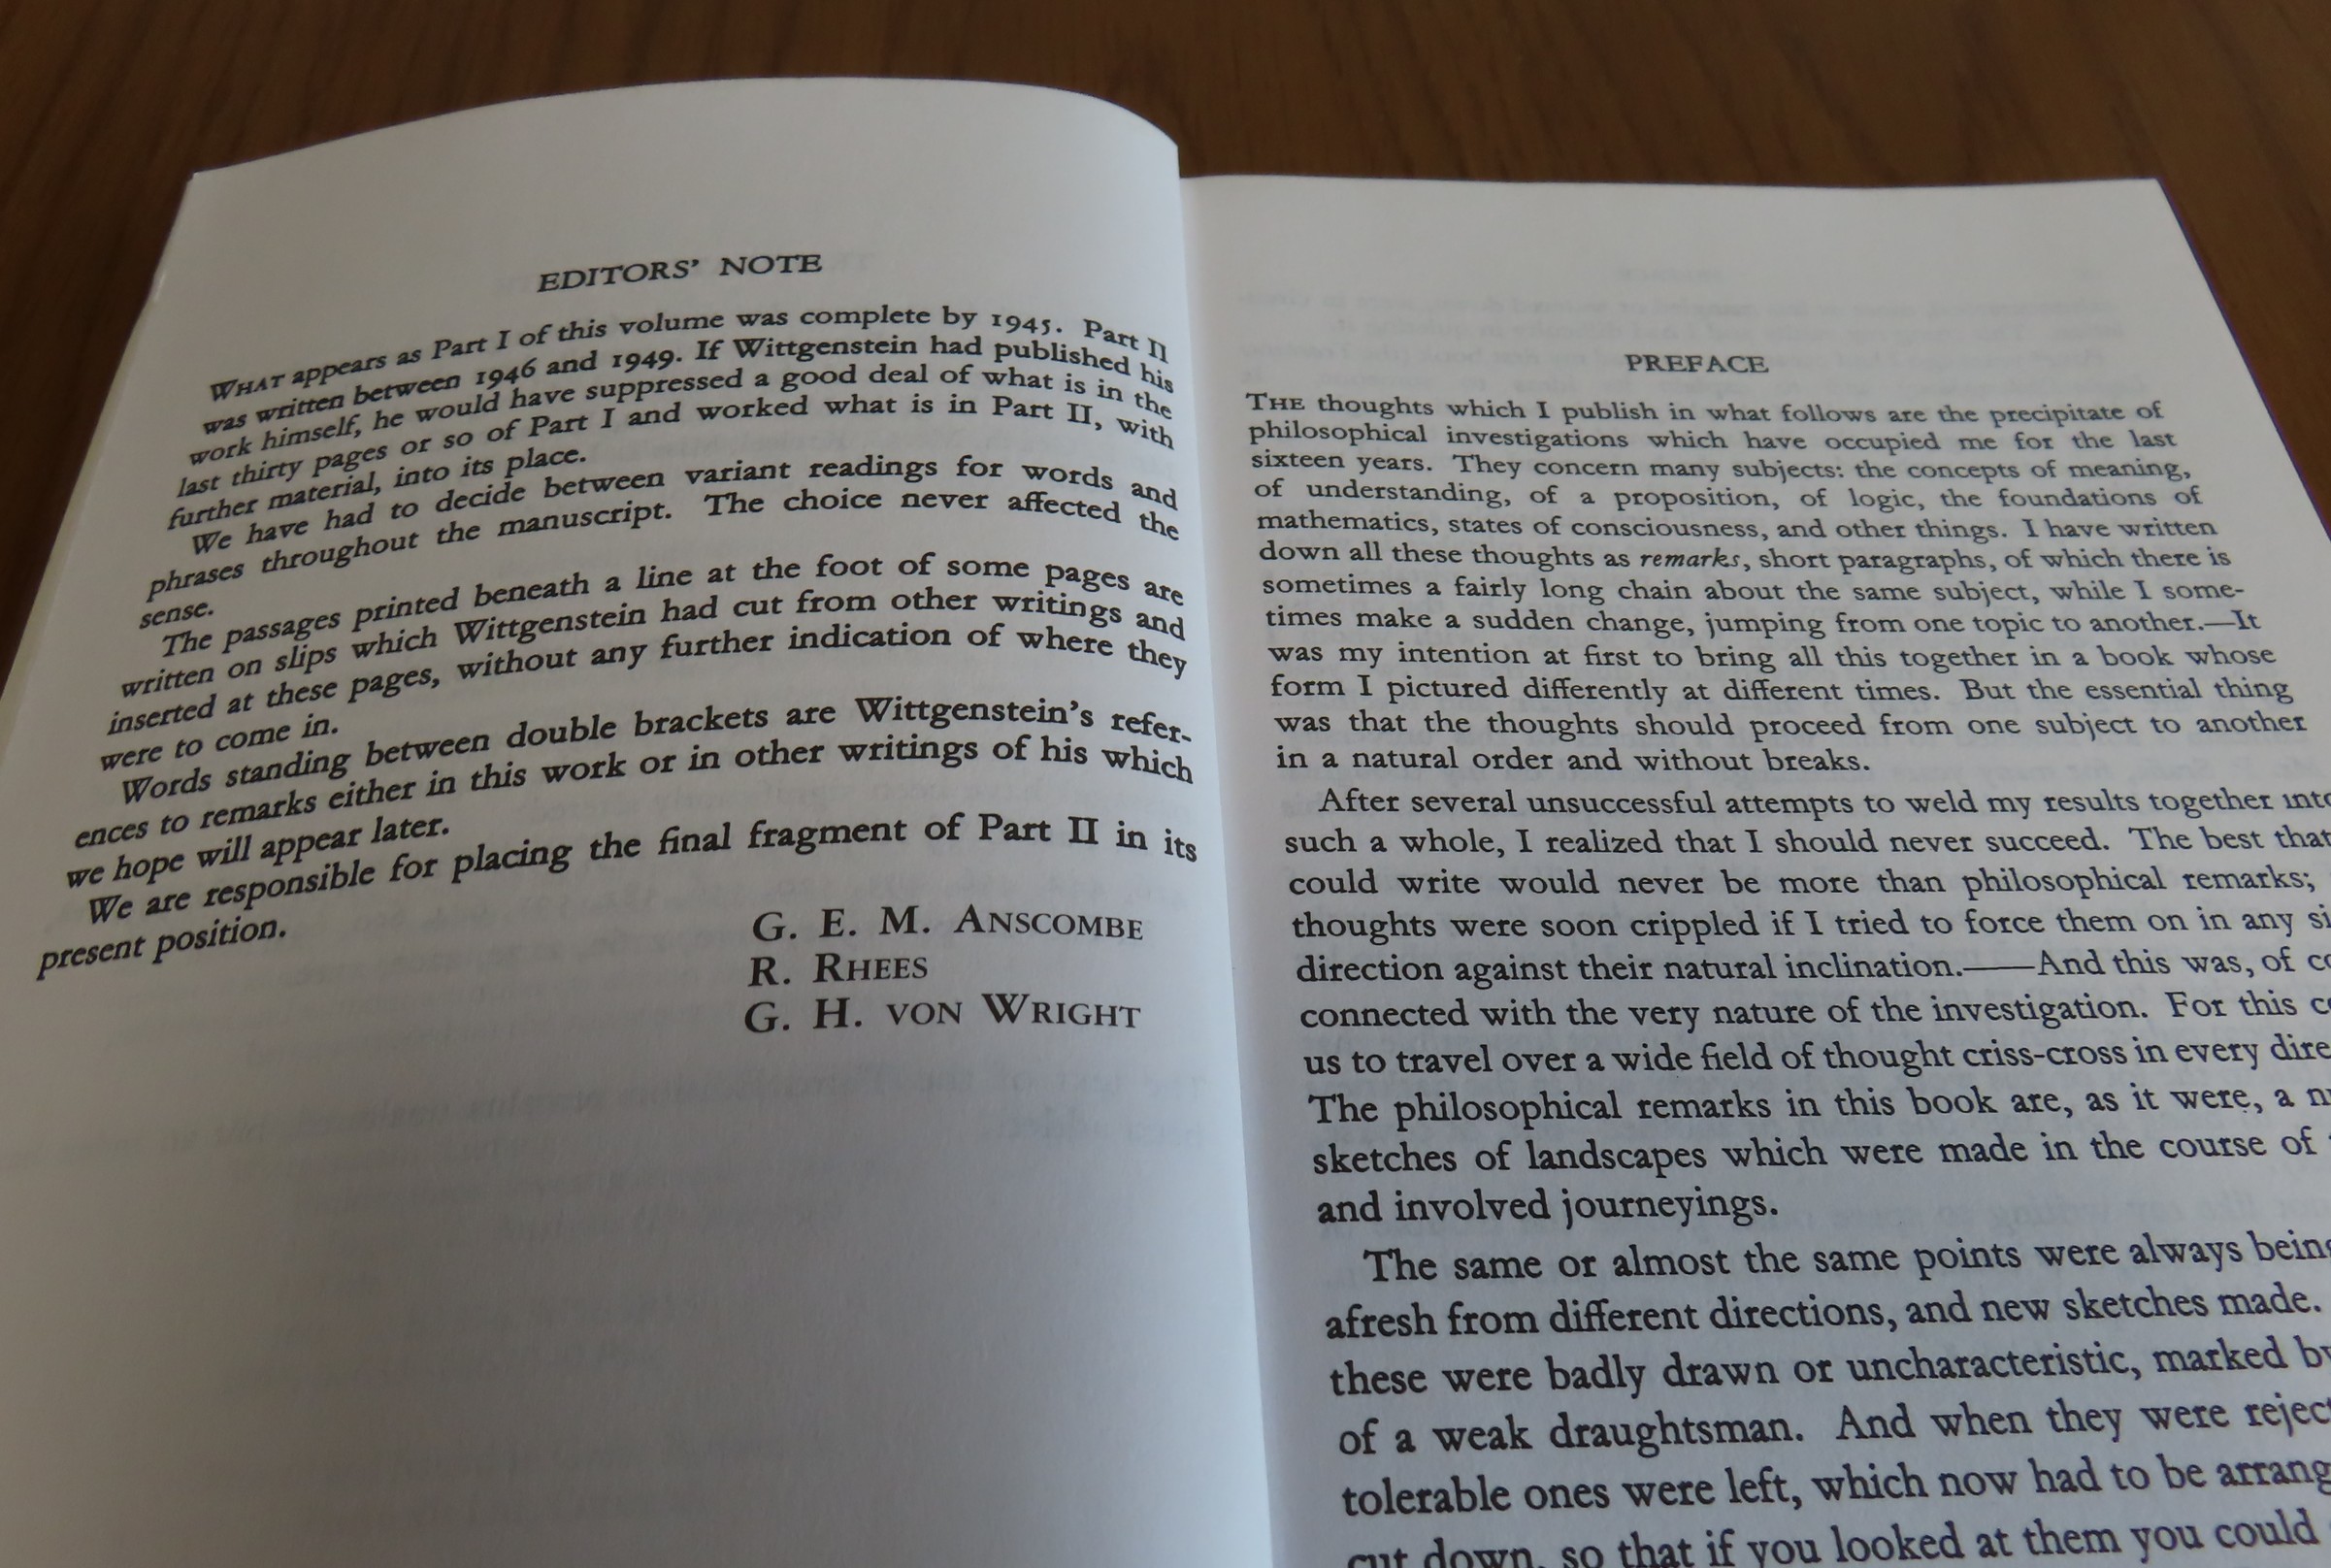 EDITORS' NOTE
WHAT appears as Part I of this volume was complete by 1945. Part II
was written between 1946 and 1949. If Wittgenstein had published his
work himself, he would have suppressed a good deal of what is in the
last thirty pages or so of Part I and worked what is in Part II, with
further material, into its place.
We have had to decide between variant readings for words and
phrases throughout the manuscript. The choice never affected the
sense.
The passages printed beneath a line at the foot of some pages are
written on slips which Wittgenstein had cut from other writings and
inserted at these pages, without any further indication of where they
were to come in.
Words standing between double brackets are Wittgenstein's refer-
ences to remarks either in this work or in other writings of his which
we hope will appear later.
We are responsible for placing the final fragment of Part II in its
present position.
G. E. M. ANSCOMBE
R. RHEES
G. H. VON WRIGHT
PREFACE
THE thoughts which I publish in what follows are the precipitate of
philosophical investigations which have occupied me for the last
sixteen years. They concern many subjects: the concepts of meaning,
of understanding, of a proposition, of logic, the foundations of
mathematics, states of consciousness, and other things. I have written
down all these thoughts as remarks, short paragraphs, of which there is
sometimes a fairly long chain about the same subject, while I some-
times make a sudden change, jumping from one topic to another.—It
was my intention at first to bring all this together in a book whose
form I pictured differently at different times. But the essential thing
was that the thoughts should proceed from one subject to another
in a natural order and without breaks.
After several unsuccessful attempts to weld my results together into
such a whole, I realized that I should never succeed. The best that
could write would never be more than philosophical remarks;
thoughts were soon crippled if I tried to force them on in any si
direction against their natural inclination.——And this was, of co
connected with the very nature of the investigation. For this c
us to travel over a wide field of thought criss-cross in every dire
The philosophical remarks in this book are, as it were, a n
sketches of landscapes which were made in the course of
and involved journeyings.
The same or almost the same points were always being
afresh from different directions, and new sketches made.
these were badly drawn or uncharacteristic, marked by
of a weak draughtsman. And when they were reject
tolerable ones were left, which now had to be arrang
cut down, so that if you looked at them you could